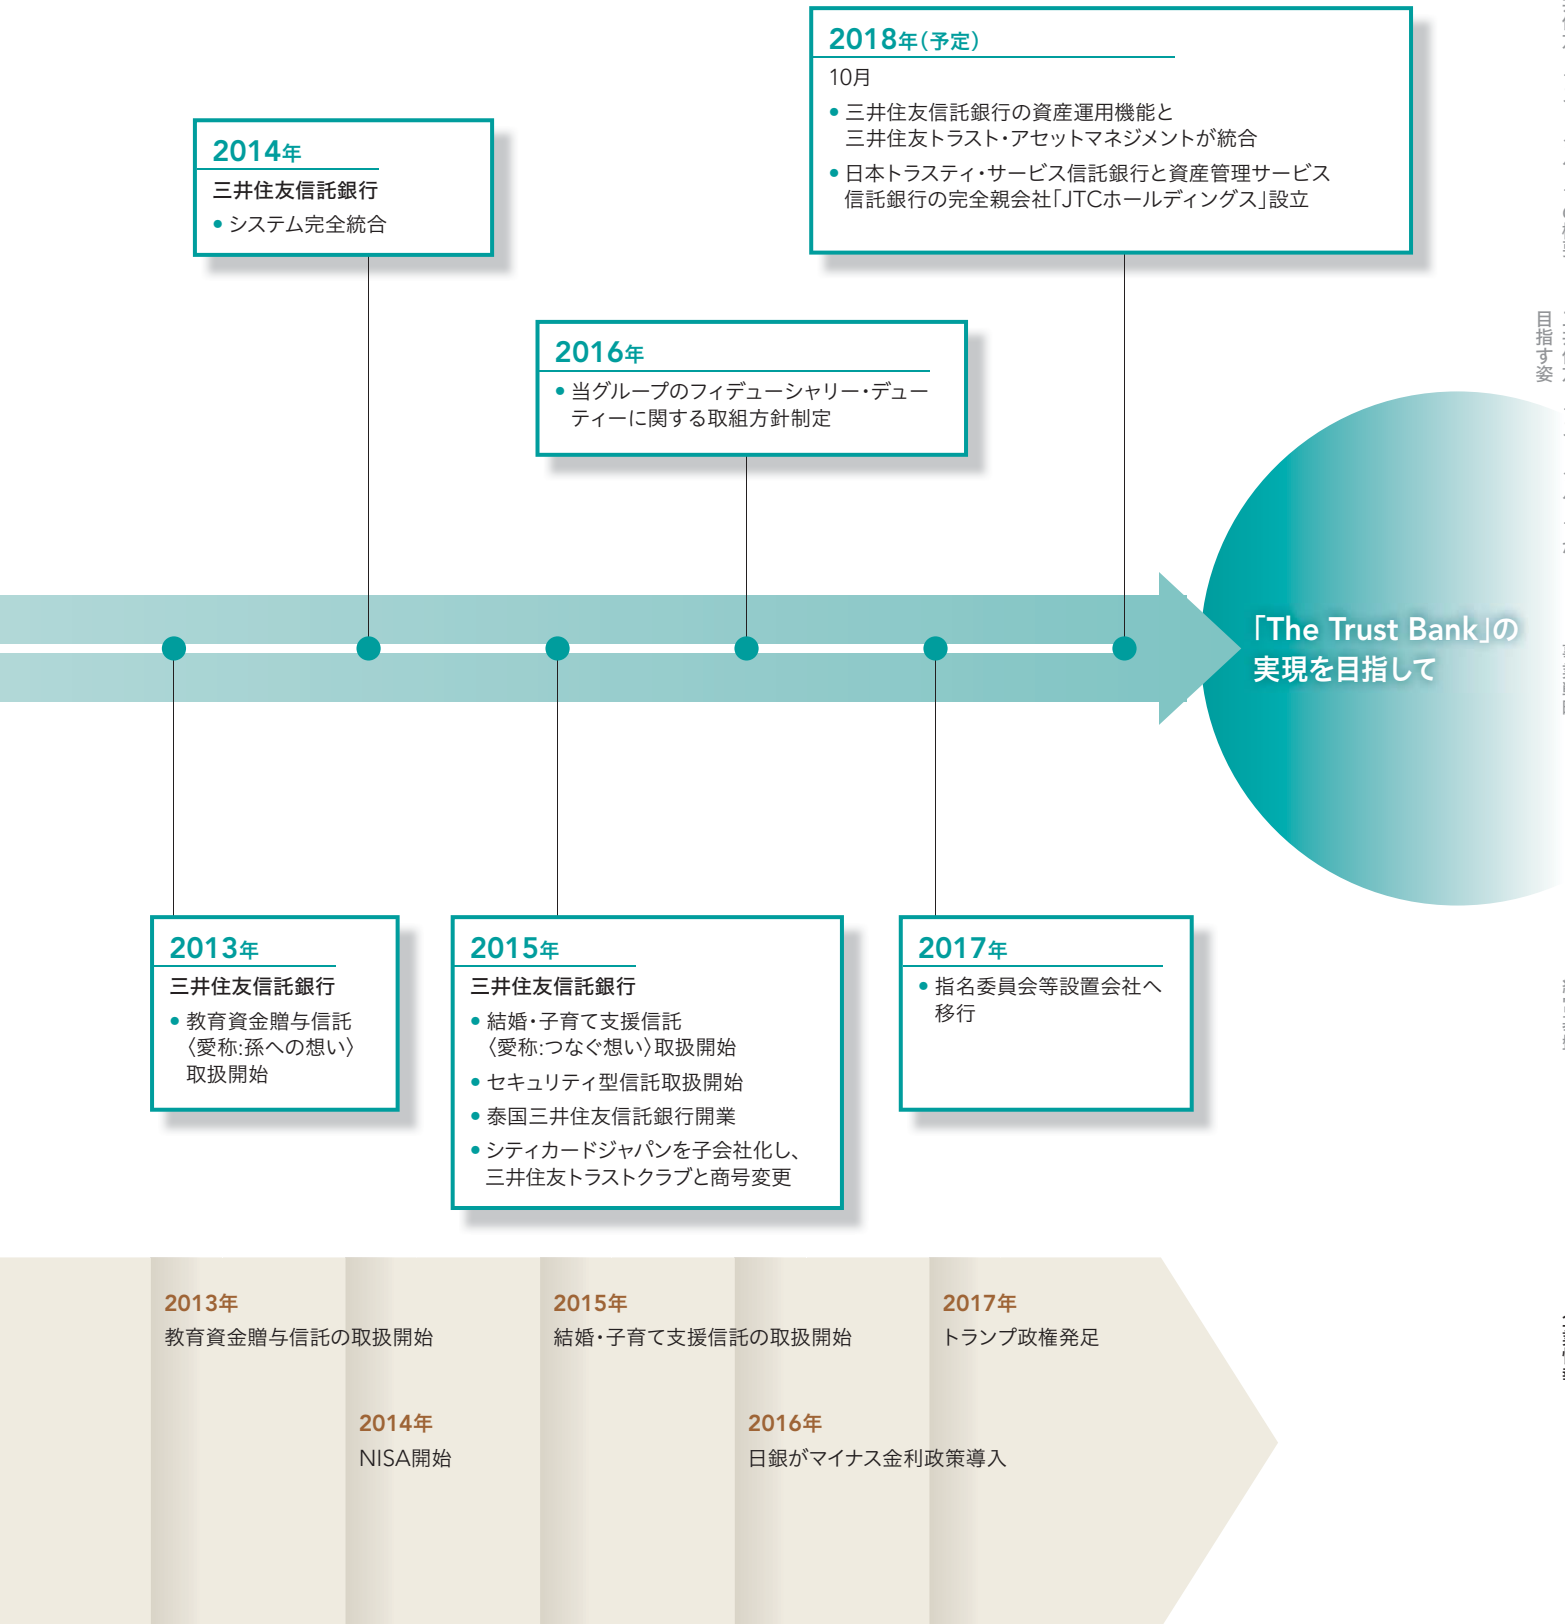 2018年（予定）
10月
• 三井住友信託銀行の資産運用機能と
三井住友トラスト・アセットマネジメントが統合
• 日本トラスティ・サービス信託銀行と資産管理サービス
信託銀行の完全親会社「JTCホールディングス」設立
2014年
三井住友信託銀行
• システム完全統合
2016年
• 当グループのフィデューシャリー・デュー
ティーに関する取組方針制定
目指す姿
「The Trust Bank」の
実現を目指して
2013年
三井住友信託銀行
• 教育資金贈与信託
〈愛称:孫への想い〉
取扱開始
2015年
三井住友信託銀行
• 結婚・子育て支援信託
〈愛称:つなぐ想い〉取扱開始
• セキュリティ型信託取扱開始
• 泰国三井住友信託銀行開業
• シティカードジャパンを子会社化し、
三井住友トラストクラブと商号変更
2017年
• 指名委員会等設置会社へ
移行
2013年
教育資金贈与信託の取扱開始
2015年
結婚・子育て支援信託の取扱開始
2017年
トランプ政権発足
2014年
NISA開始
2016年
日銀がマイナス金利政策導入